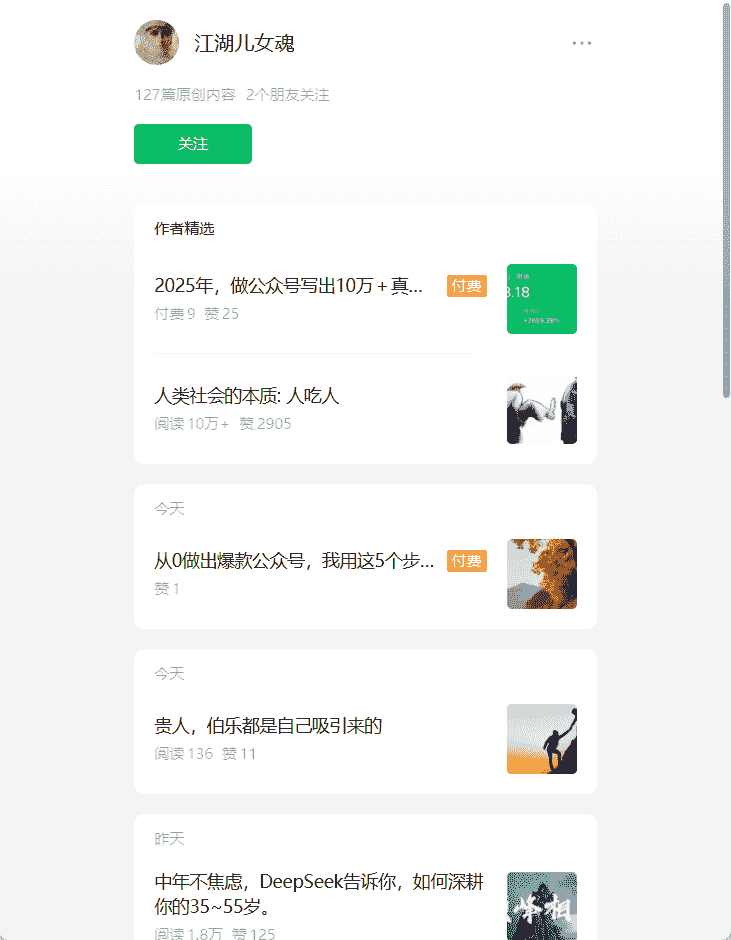 江湖儿女魂
127篇原创内容 2个朋友关注
关注
作者精选
2025年，做公众号写出10万＋真... 付费
付费 9 赞 25
3.18
人类社会的本质: 人吃人
阅读 10万+ 赞 2905
今天
从0做出爆款公众号，我用这5个步... 付费
赞 1
今天
贵人，伯乐都是自己吸引来的
阅读 136 赞 11
昨天
中年不焦虑，DeepSeek告诉你，如何深耕
你的35~55岁。
峰相
阅读 1.8万 赞 125